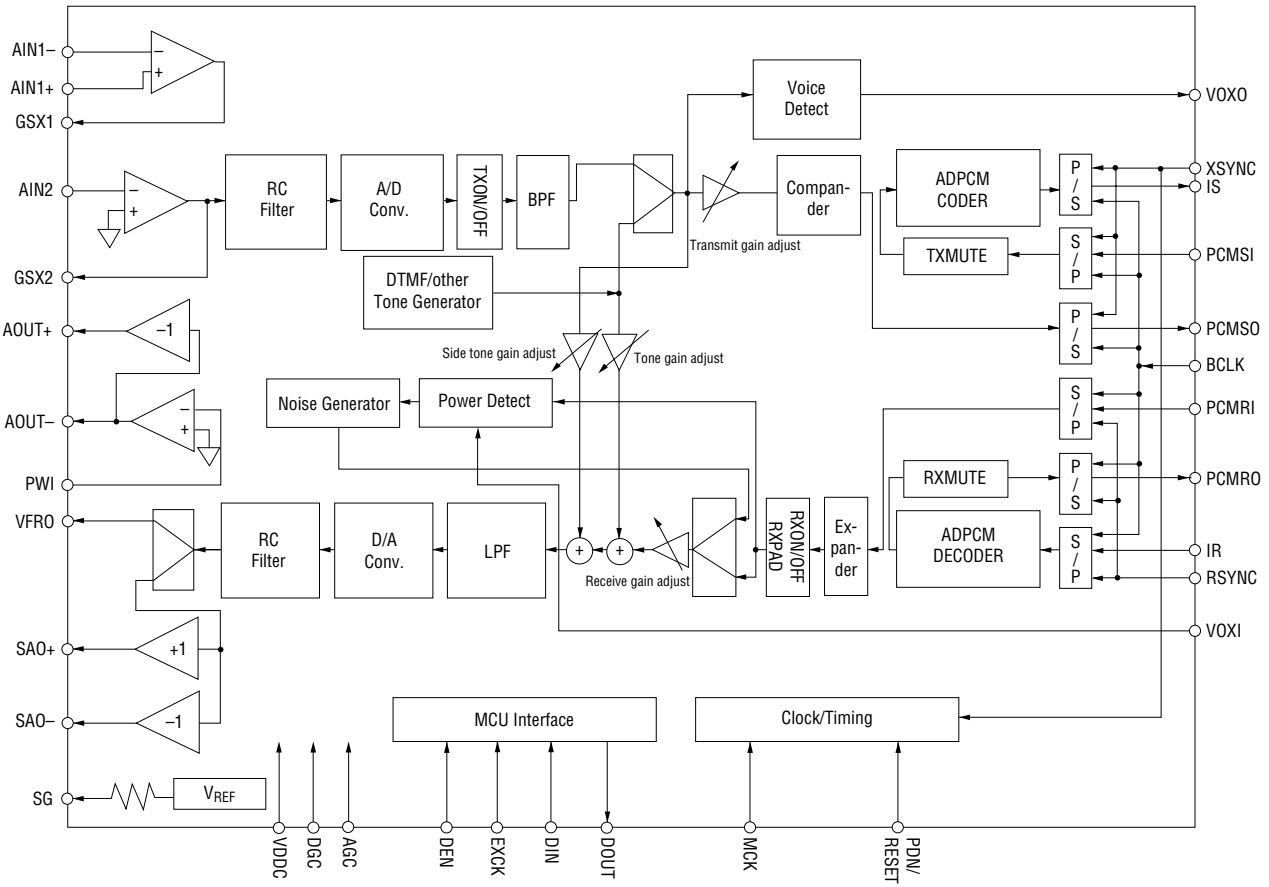 AIN1–
AIN1+
GSX1
–
+
Voice
Detect
VOXO
AIN2
–
+
RC
Filter
A/D
Conv.
TXON/OFF
BPF
Transmit gain adjust
Compan-
der
ADPCM
CODER
P
/
S
XSYNC
IS
TXMUTE
S
/
P
PCMSI
GSX2
DTMF/other
Tone Generator
P
/
S
PCMSO
AOUT+
–1
Side tone gain adjust
Tone gain adjust
BCLK
Noise Generator
Power Detect
S
/
P
PCMRI
AOUT–
–
+
PWI
RXMUTE
P
/
S
PCMRO
VFRO
RC
Filter
D/A
Conv.
LPF
+
+
Receive gain adjust
RXON/OFF
RXPAD
Ex-
pan-
der
ADPCM
DECODER
S
/
P
IR
RSYNC
VOXI
SAO+
+1
SAO–
–1
MCU Interface
Clock/Timing
SG
VREF
VDDC
DGC
AGC
DEN
EXCK
DIN
DOUT
MCK
PDN/
RESET